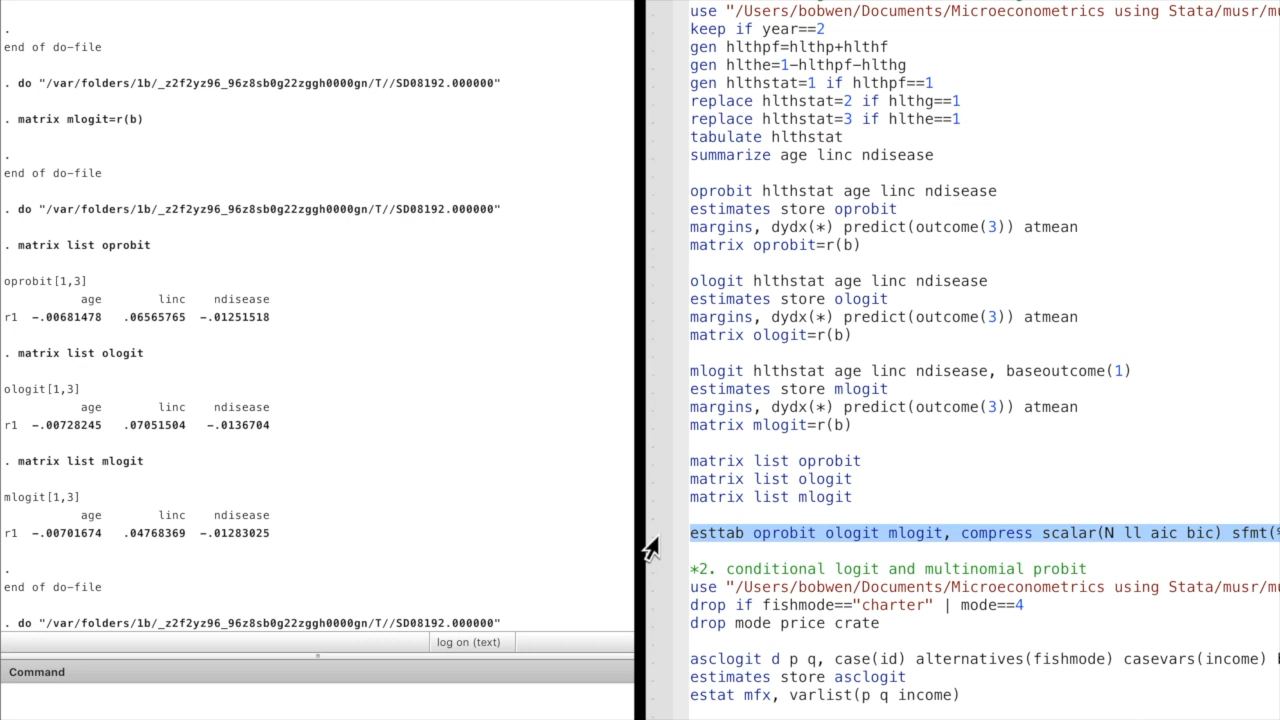 .
end of do-file
. do "/var/folders/1b/_z2f2yz96_96z8sb0g22zggh0000gn/T//SD08192.000000"
. matrix mlogit=r(b)
.
end of do-file
. do "/var/folders/1b/_z2f2yz96_96z8sb0g22zggh0000gn/T//SD08192.000000"
. matrix list oprobit
oprobit[1,3]
age linc ndisease
r1 -.00681478 .06565765 -.01251518
. matrix list ologit
ologit[1,3]
age linc ndisease
r1 -.00728245 .07051504 -.0136704
. matrix list mlogit
mlogit[1,3]
age linc ndisease
r1 -.00701674 .04768369 -.01283025
.
end of do-file
. do "/var/folders/1b/_z2f2yz96_96z8sb0g22zggh0000gn/T//SD08192.000000"
log on (text)
Command
use "/Users/bobwen/Documents/Microeconometrics using Stata/musr/mu
keep if year==2
gen hlthpf=hlthp+hlthf
gen hlthe=1-hlthpf-hlthg
gen hlthstat=1 if hlthpf==1
replace hlthstat=2 if hlthg==1
replace hlthstat=3 if hlthe==1
tabulate hlthstat
summarize age linc ndisease
oprobit hlthstat age linc ndisease
estimates store oprobit
margins, dydx(*) predict(outcome(3)) atmean
matrix oprobit=r(b)
ologit hlthstat age linc ndisease
estimates store ologit
margins, dydx(*) predict(outcome(3)) atmean
matrix ologit=r(b)
mlogit hlthstat age linc ndisease, baseoutcome(1)
estimates store mlogit
margins, dydx(*) predict(outcome(3)) atmean
matrix mlogit=r(b)
matrix list oprobit
matrix list ologit
matrix list mlogit
esttab oprobit ologit mlogit, compress scalar(N ll aic bic) sfmt(%
*2. conditional logit and multinomial probit
use "/Users/bobwen/Documents/Microeconometrics using Stata/musr/mu
drop if fishmode=="charter" | mode==4
drop mode price crate
asclogit d p q, case(id) alternatives(fishmode) casevars(income)
estimates store asclogit
estat mfx, varlist(p q income)